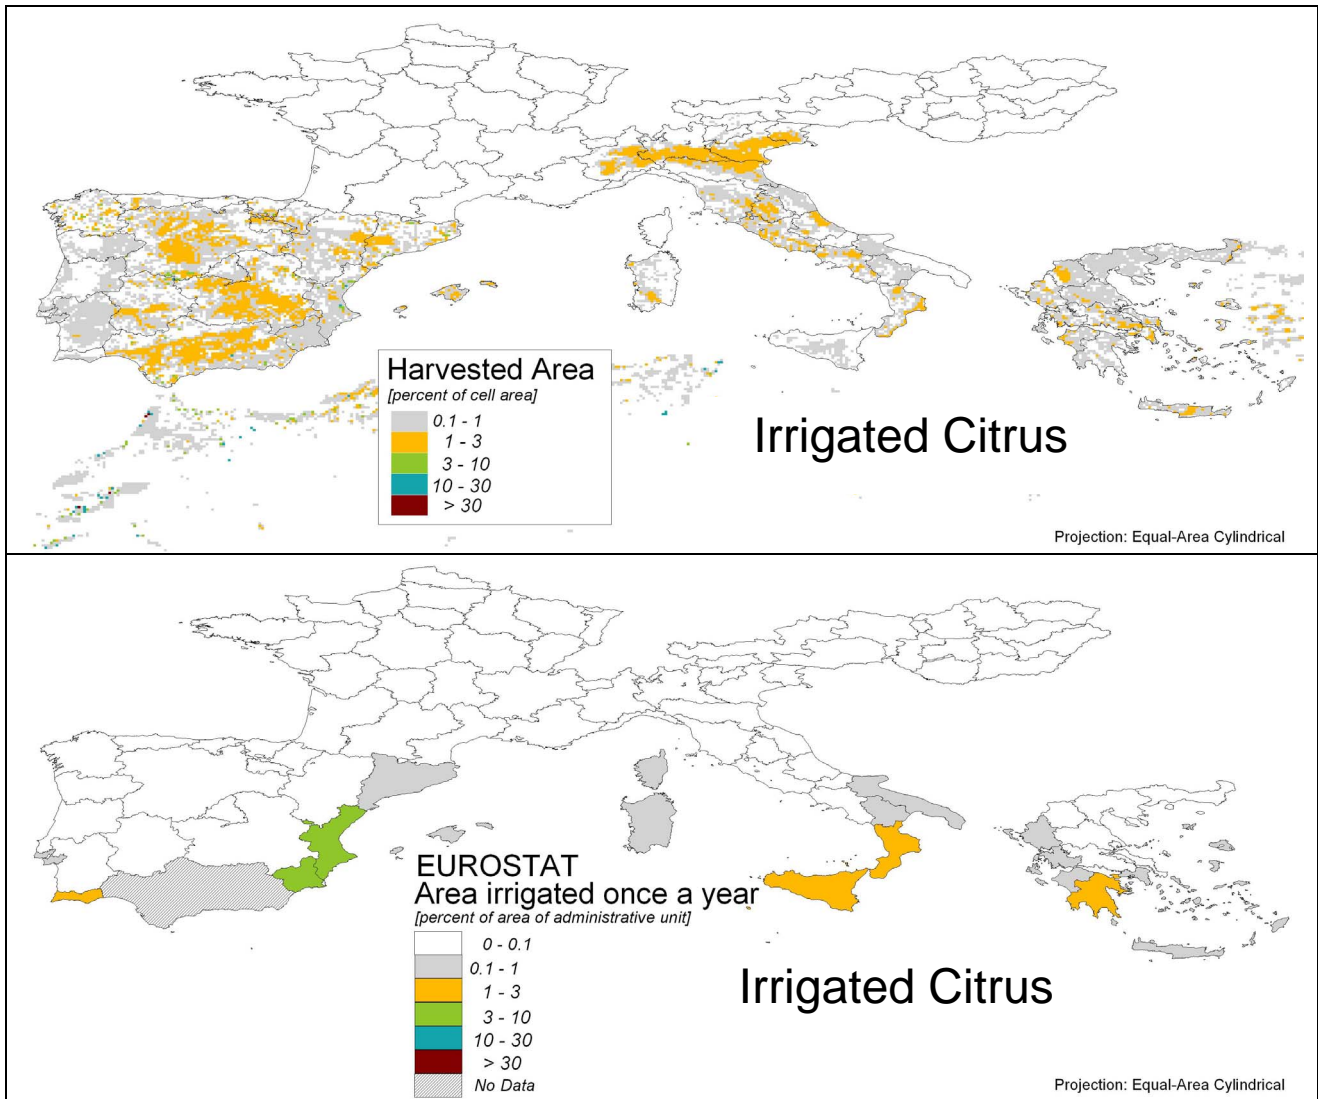 Harvested Area
[percent of cell area]
0.1 - 1
1 - 3
3 - 10
10 - 30
> 30
Irrigated Citrus
Projection: Equal-Area Cylindrical
EUROSTAT
Area irrigated once a year
[percent of area of administrative unit]
0 - 0.1
0.1 - 1
1 - 3
3 - 10
10 - 30
> 30
No Data
Irrigated Citrus
Projection: Equal-Area Cylindrical